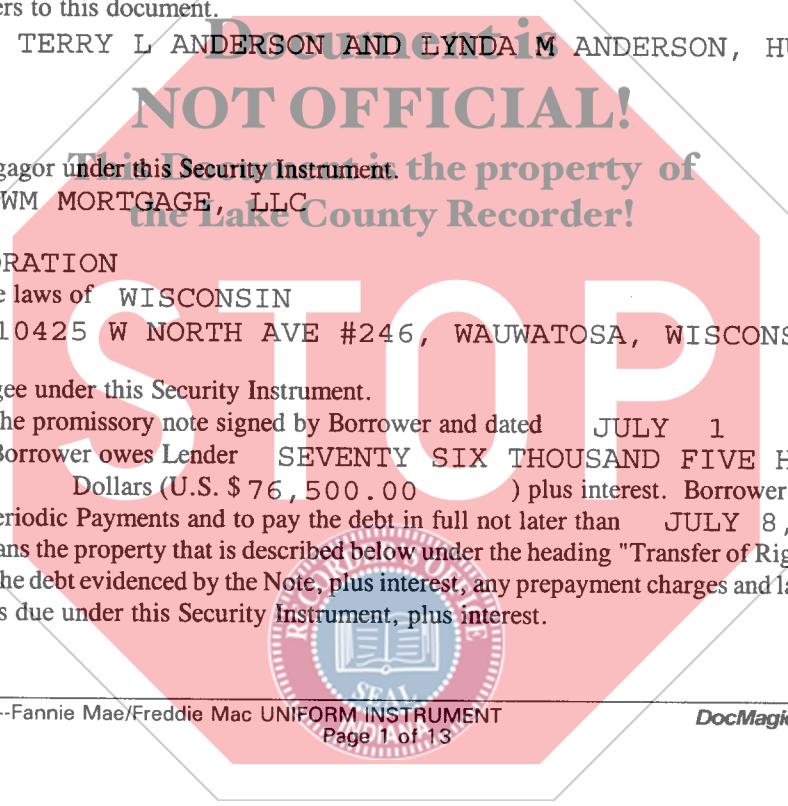 ers to this document.
Document is
TERRY L ANDERSON AND LYNDA M ANDERSON, HU
NOT OFFICIAL!
gagor under this Security Instrument.
This Document is the property of
WM MORTGAGE, LLC
the Lake County Recorder!
ORATION
e laws of WISCONSIN
10425 W NORTH AVE #246, WAUWATOSA, WISCONS
STOP
gee under this Security Instrument.
he promissory note signed by Borrower and dated JULY 1
Borrower owes Lender SEVENTY SIX THOUSAND FIVE H
Dollars (U.S. $ 76,500.00 ) plus interest. Borrower
eriodic Payments and to pay the debt in full not later than JULY 8,
ans the property that is described below under the heading "Transfer of Rig
he debt evidenced by the Note, plus interest, any prepayment charges and la
s due under this Security Instrument, plus interest.
RECORDER'S OFFICE
SEAL
INDIANA
--Fannie Mae/Freddie Mac UNIFORM INSTRUMENT
DocMagic
Page 1 of 13